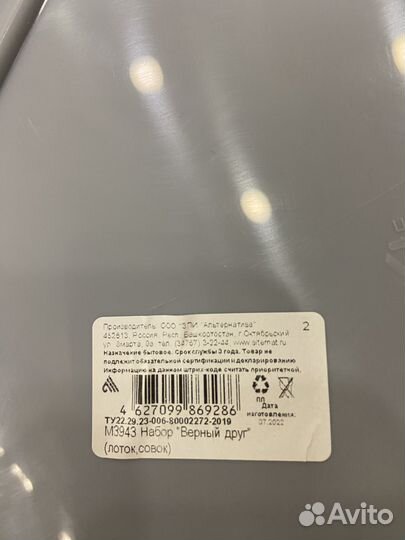 Производитель: ООО "ЗПИ "Альтернатива" 2
452613, Россия, Респ. Башкостостан, г.Октябрьский
ул. 8марта, 9а тел. (34767) 3-22-44, www.alternat.ru
Назначение бытовое. Срок службы 3 года. Товар не
подлежит обязательной сертификации и декларированию
Информацию на данном штрих-коде считать приоритетной.
4 627099 869286
ПП
Дата
изготовления:
07.2022
ТУ22.29.23-006-80002272-2019
М3943 Набор "Верный друг"
(лоток,совок)
Avito